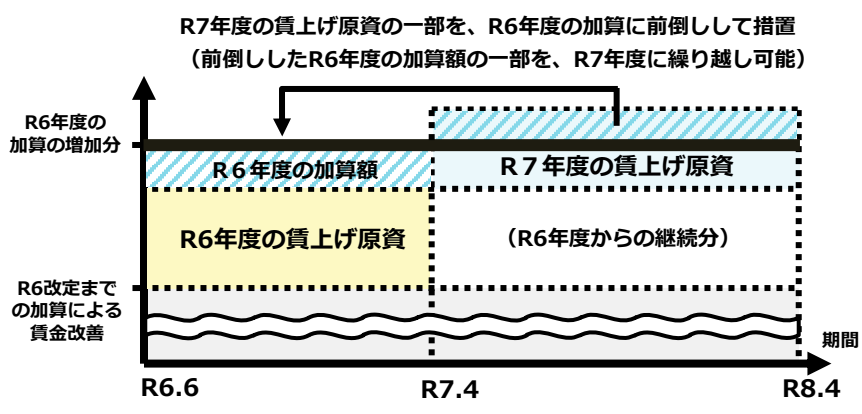 R7年度の賃上げ原資の一部を、R6年度の加算に前倒しして措置
（前倒ししたR6年度の加算額の一部を、R7年度に繰り越し可能）
R6年度の
加算の増加分
R６年度の加算額
R７年度の賃上げ原資
R6年度の賃上げ原資
（R6年度からの継続分）
R6改定まで
の加算による
賃金改善
期間
R6.6
R7.4
R8.4